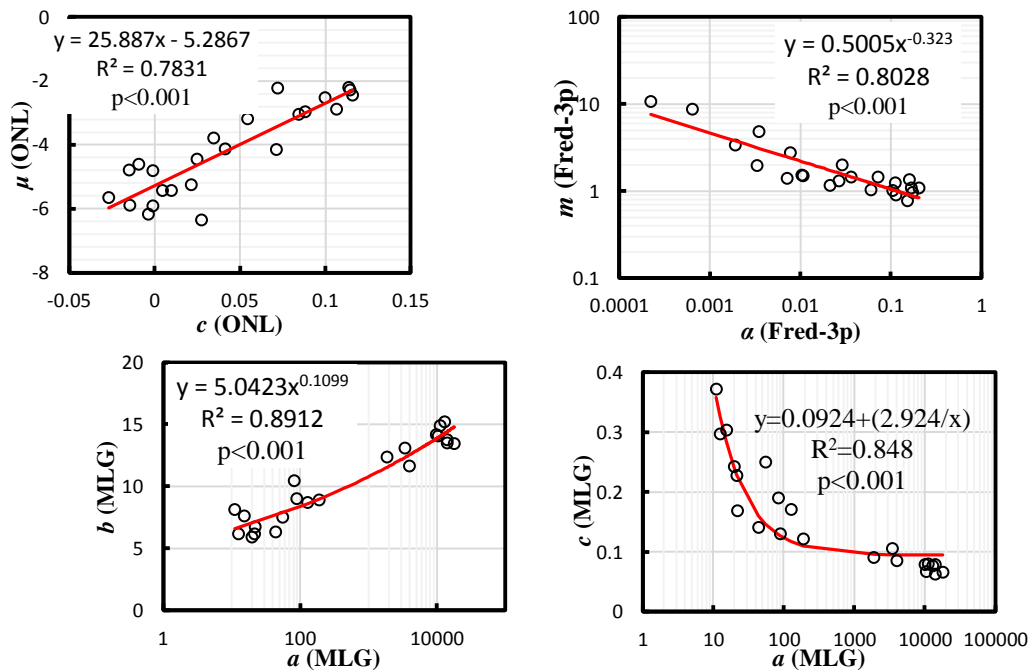 0
-2
-4
-6
-8
-0.05
0
0.05
0.1
0.15
y = 25.887x - 5.2867
R² = 0.7831
p<0.001
μ (ONL)
c (ONL)
100
10
1
0.1
0.0001
0.001
0.01
0.1
1
y = 0.5005x^-0.323
R² = 0.8028
p<0.001
m (Fred-3p)
α (Fred-3p)
20
15
10
5
0
1
100
10000
y = 5.0423x^0.1099
R² = 0.8912
p<0.001
b (MLG)
a (MLG)
0.4
0.3
0.2
0.1
0
1
10
100
1000
10000
100000
y=0.0924+(2.924/x)
R²=0.848
p<0.001
c (MLG)
a (MLG)